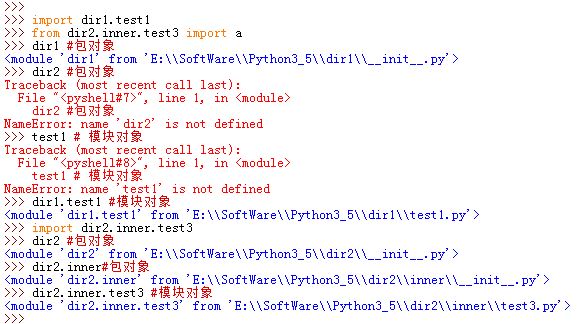 >>>
>>> import dir1.test1
>>> from dir2.inner.test3 import a
>>> dir1 #包对象
<module 'dir1' from 'E:\\SoftWare\\Python3_5\\dir1\\__init__.py'>
>>> dir2 #包对象
Traceback (most recent call last):
  File "<pyshell#7>", line 1, in <module>
    dir2 #包对象
NameError: name 'dir2' is not defined
>>> test1 # 模块对象
Traceback (most recent call last):
  File "<pyshell#8>", line 1, in <module>
    test1 # 模块对象
NameError: name 'test1' is not defined
>>> dir1.test1 #模块对象
<module 'dir1.test1' from 'E:\\SoftWare\\Python3_5\\dir1\\test1.py'>
>>> import dir2.inner.test3
>>> dir2 #包对象
<module 'dir2' from 'E:\\SoftWare\\Python3_5\\dir2\\__init__.py'>
>>> dir2.inner#包对象
<module 'dir2.inner' from 'E:\\SoftWare\\Python3_5\\dir2\\inner\\__init__.py'>
>>> dir2.inner.test3 #模块对象
<module 'dir2.inner.test3' from 'E:\\SoftWare\\Python3_5\\dir2\\inner\\test3.py'>
>>>